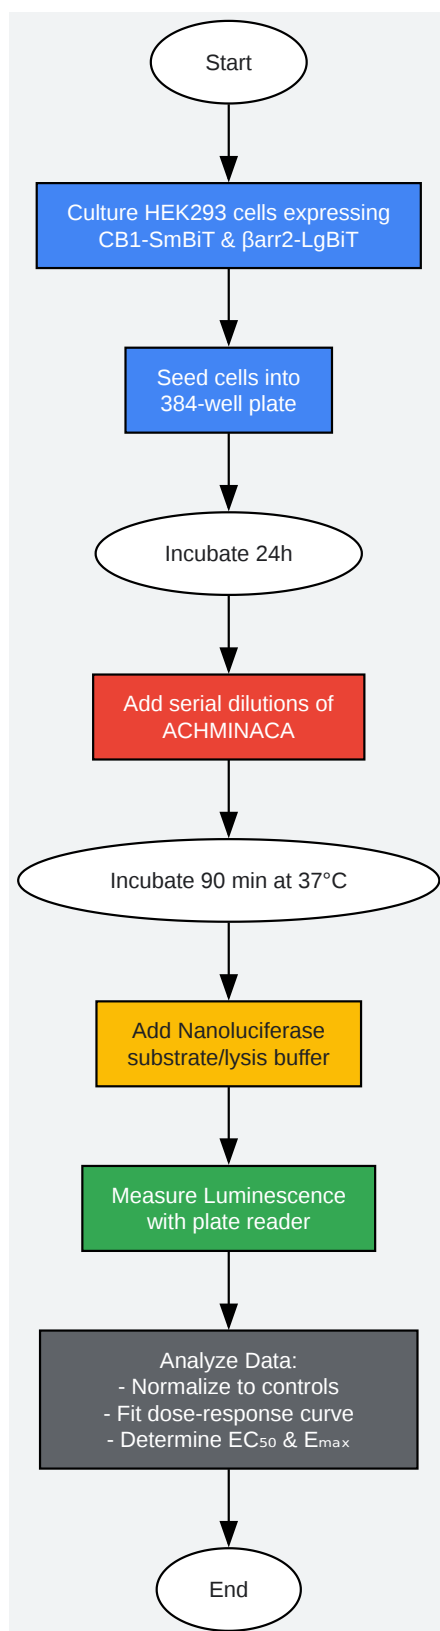 Start
Culture HEK293 cells expressing
CB1-SmBiT & βarr2-LgBiT
Seed cells into
384-well plate
Incubate 24h
Add serial dilutions of
ACHMINACA
Incubate 90 min at 37°C
Add Nanoluciferase
substrate/lysis buffer
Measure Luminescence
with plate reader
Analyze Data:
- Normalize to controls
- Fit dose-response curve
- Determine EC₅₀ & Eₘₐₓ
End